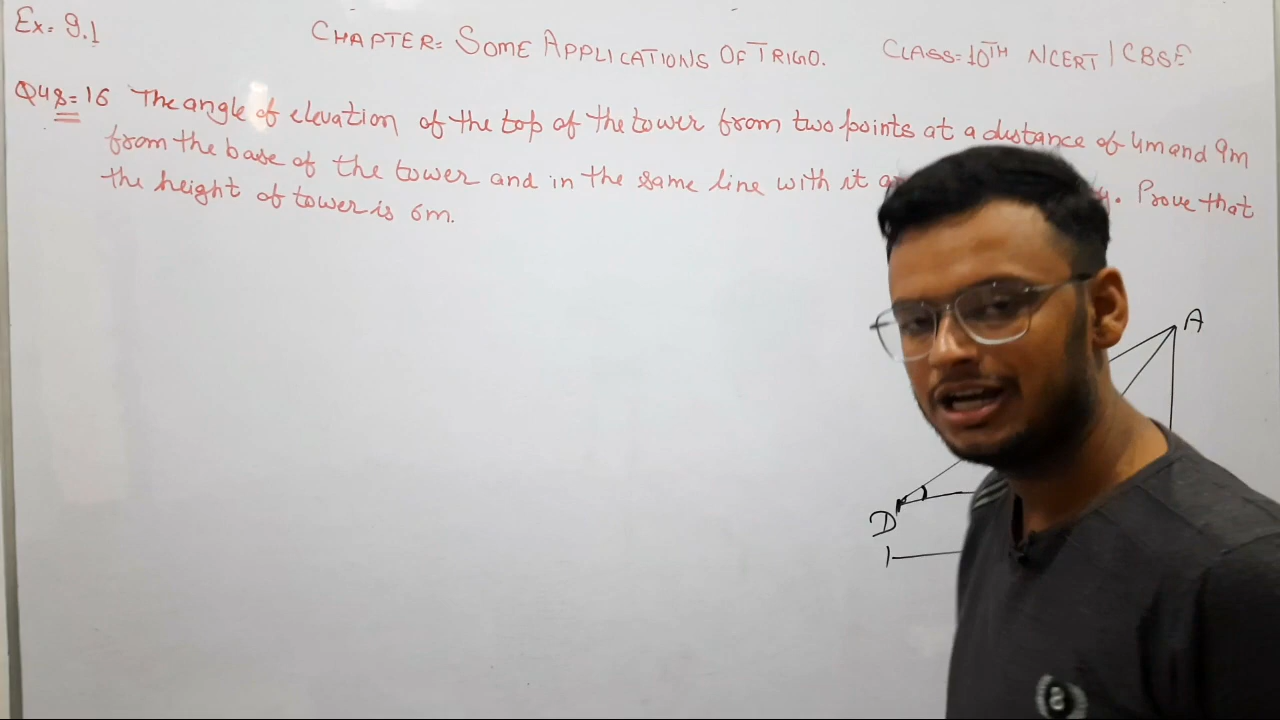 Ex= 9.1
CHAPTER= SOME APPLICATIONS OF TRIGO.
CLASS=10TH NCERT | CBSE
Qus=16 The angle of elevation of the top of the tower from two points at a distance of 4m and 9m
from the base of the tower and in the same line with it Prove that
the height of tower is 6m.
A
D